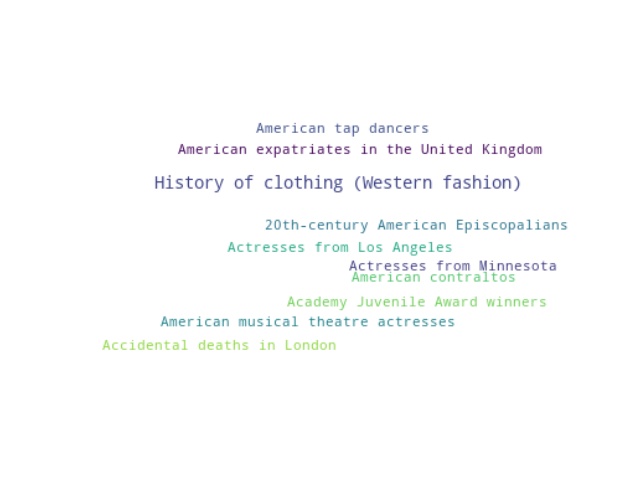 American tap dancers
American expatriates in the United Kingdom
History of clothing (Western fashion)
20th-century American Episcopalians
Actresses from Los Angeles
Actresses from Minnesota
American contraltos
Academy Juvenile Award winners
American musical theatre actresses
Accidental deaths in London